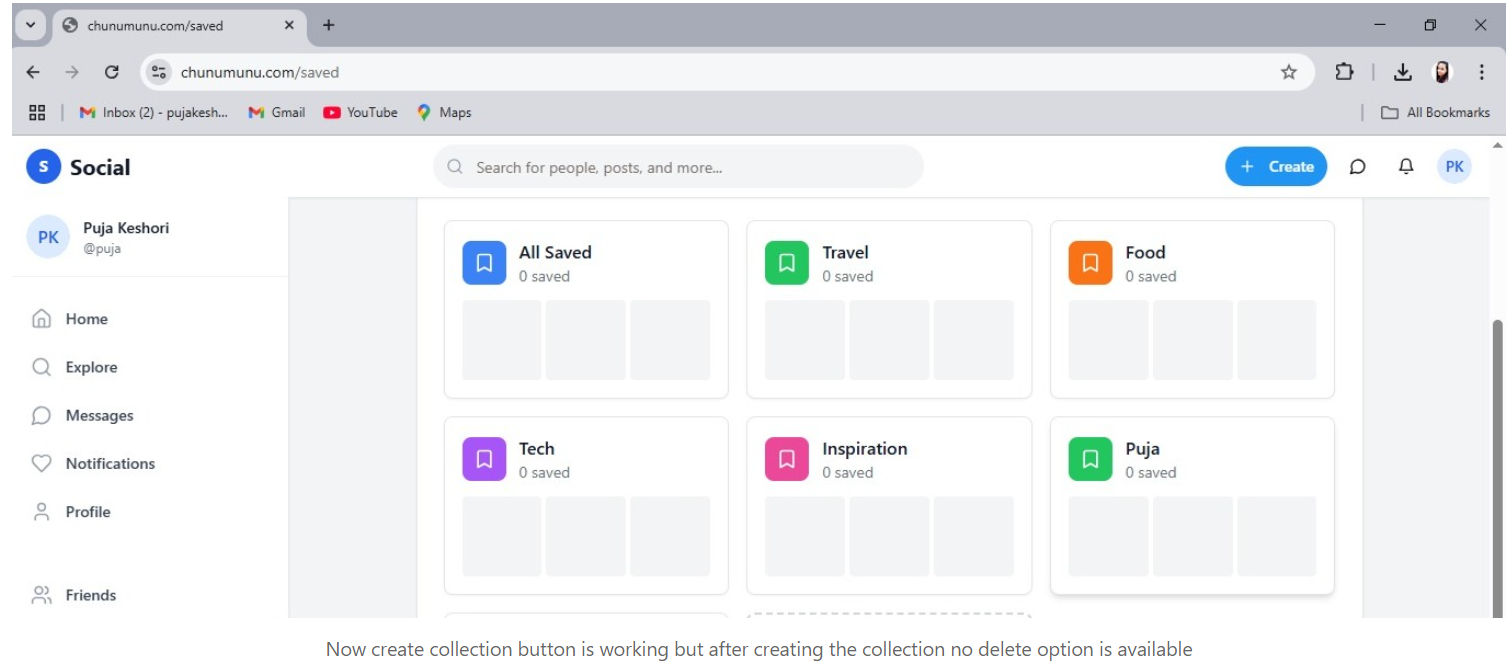 chunumunu.com/saved
chunumunu.com/saved
Inbox (2) - pujakesh...
Gmail
YouTube
Maps
All Bookmarks
S
Social
Search for people, posts, and more...
+ Create
PK
PK
Puja Keshori
@puja
Home
Explore
Messages
Notifications
Profile
Friends
All Saved
0 saved
Travel
0 saved
Food
0 saved
Tech
0 saved
Inspiration
0 saved
Puja
0 saved
Now create collection button is working but after creating the collection no delete option is available